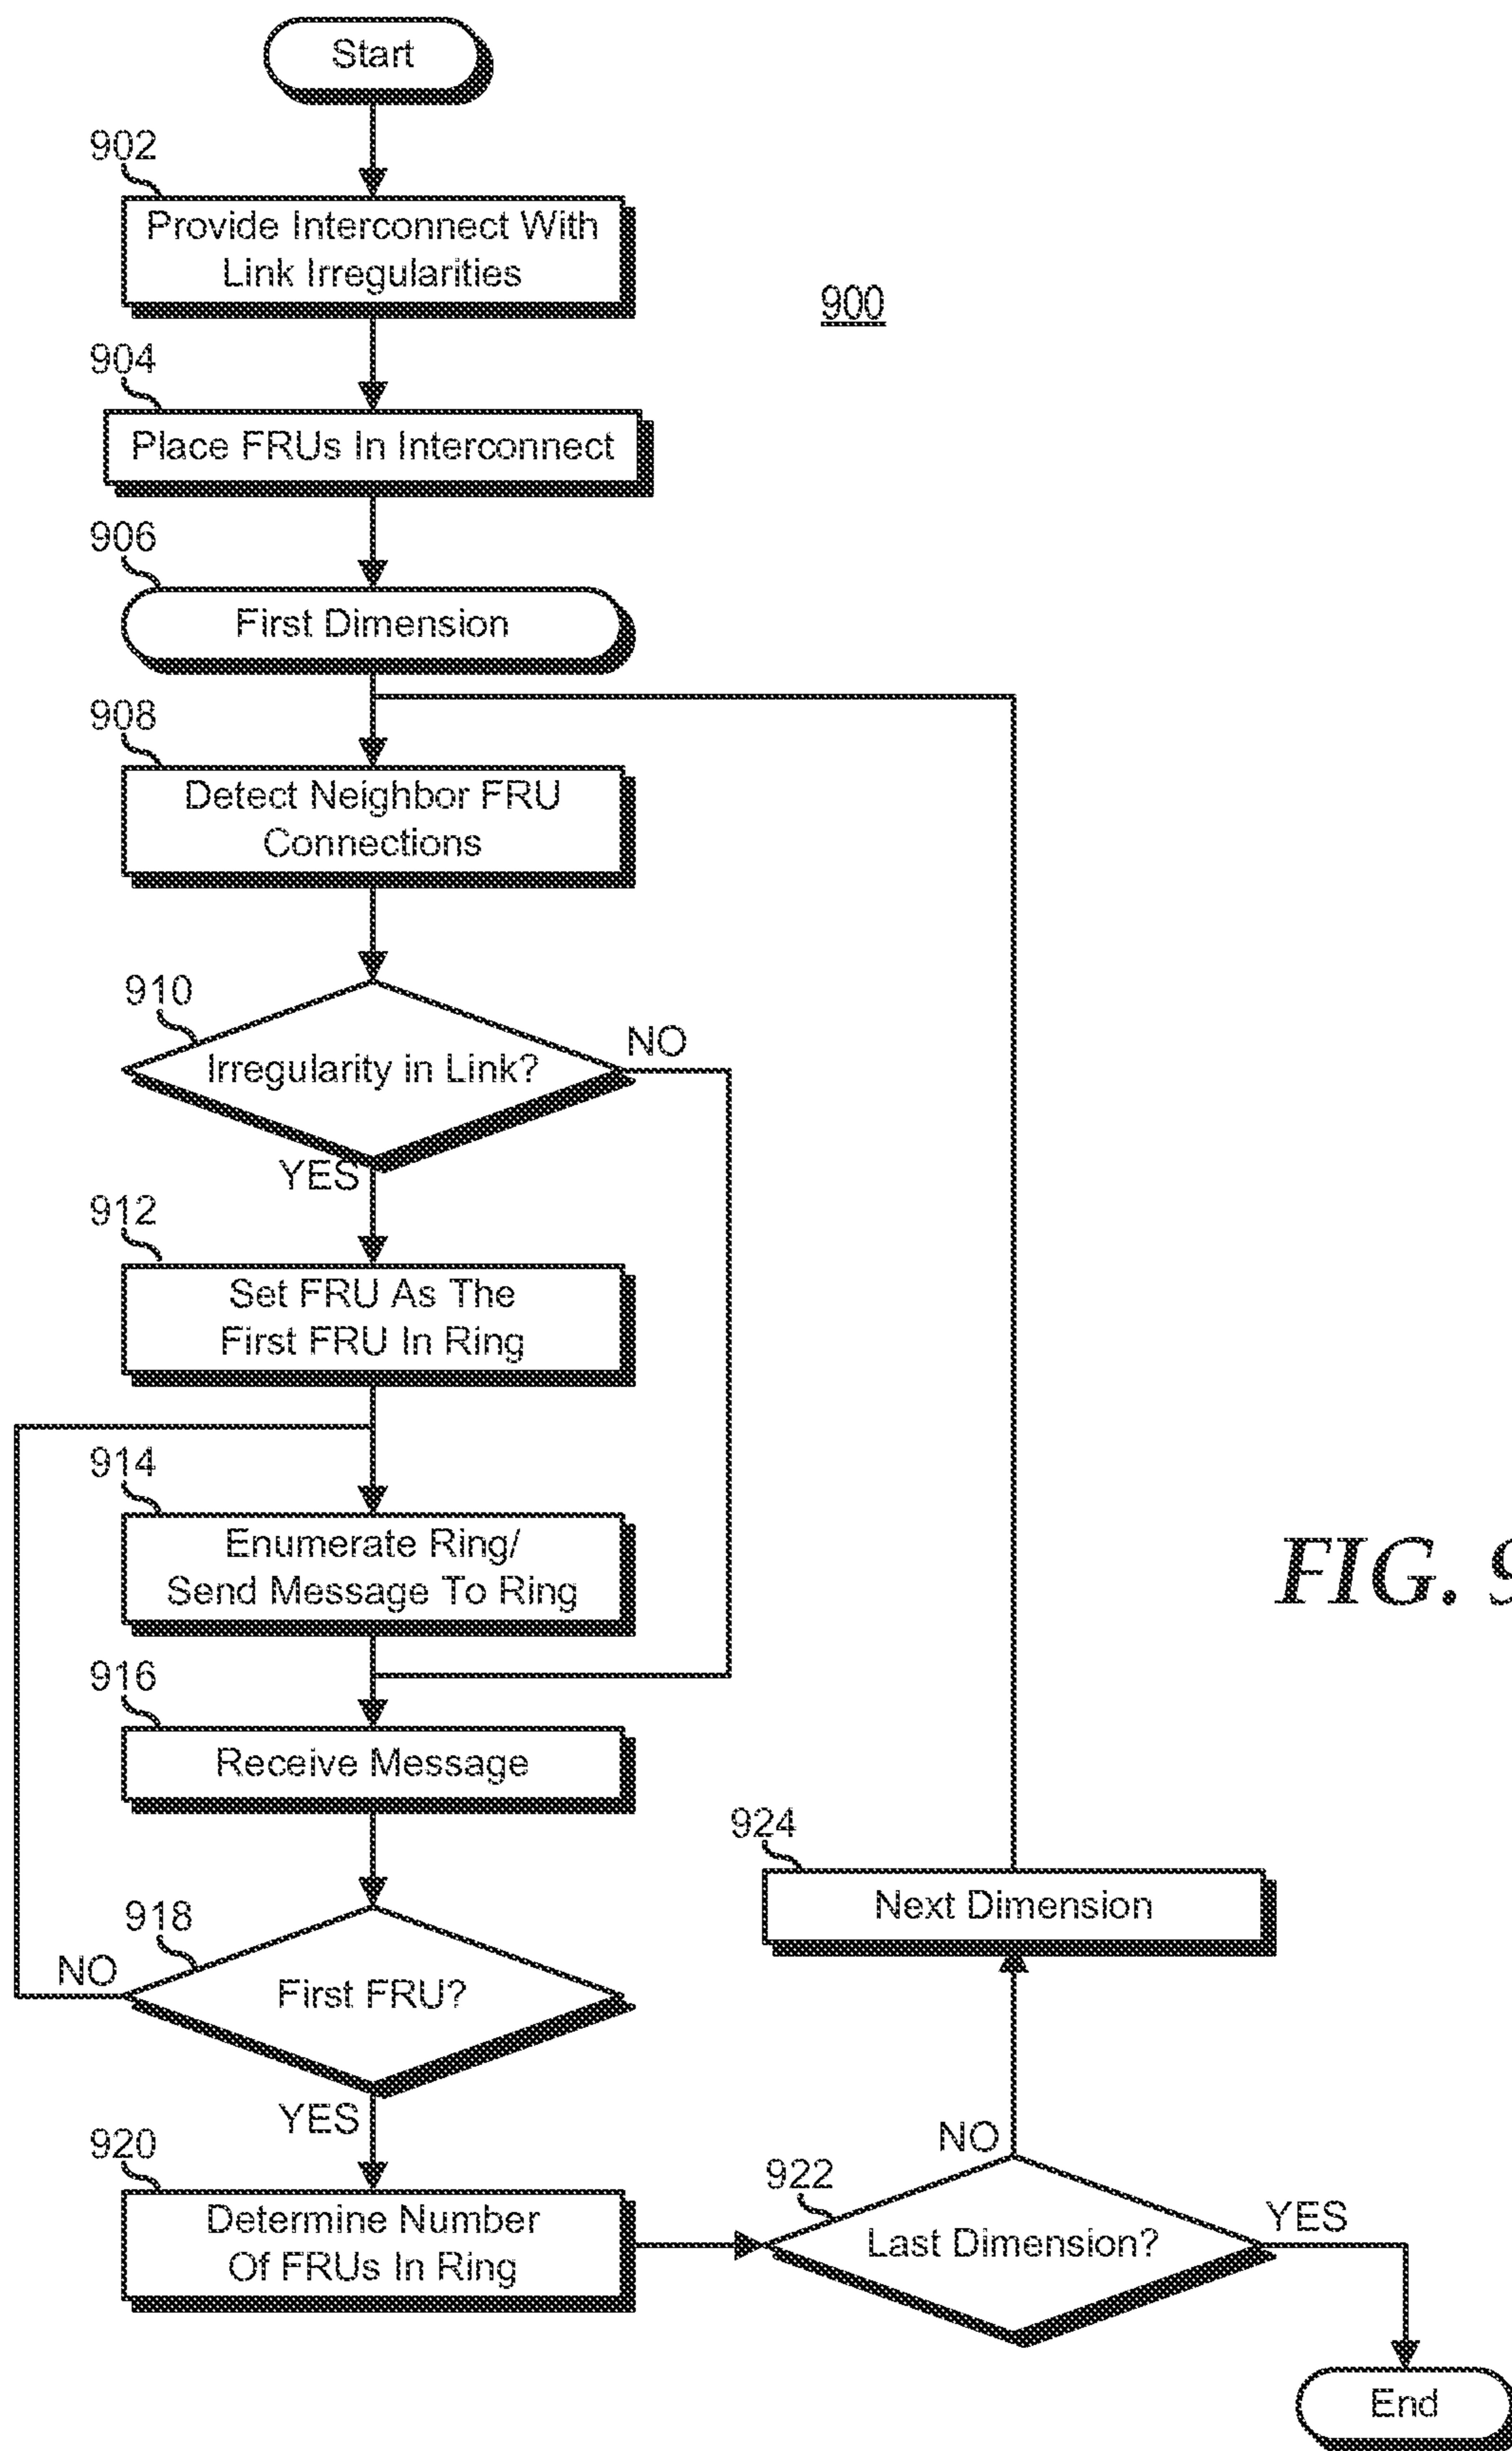 Start
902
Provide Interconnect With
Link Irregularities
900
904
Place FRUs In Interconnect
906
First Dimension
908
Detect Neighbor FRU
Connections
910
Irregularity in Link?
NO
YES
912
Set FRU As The
First FRU In Ring
914
Enumerate Ring/
Send Message To Ring
FIG. 9
916
Receive Message
924
Next Dimension
918
First FRU?
NO
YES
920
Determine Number
Of FRUs In Ring
922
Last Dimension?
NO
YES
End